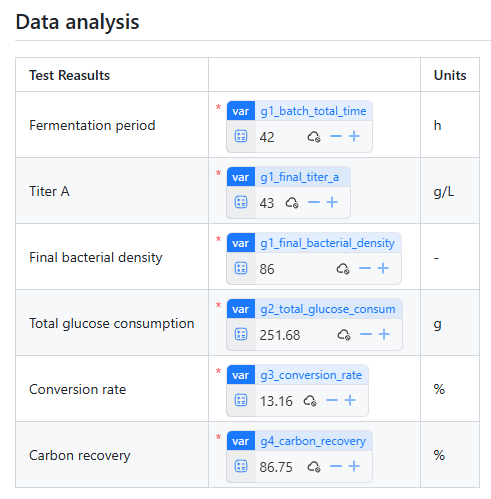 Data analysis
Test Reasults Units
* var g1_batch_total_time
Fermentation period 42 h
* var g1_final_titer_a
Titer A 43 g/L
* var g1_final_bacterial_density
Final bacterial density 86 -
* var g2_total_glucose_consum
Total glucose consumption 251.68 g
* var g3_conversion_rate
Conversion rate 13.16 %
* var g4_carbon_recovery
Carbon recovery 86.75 %